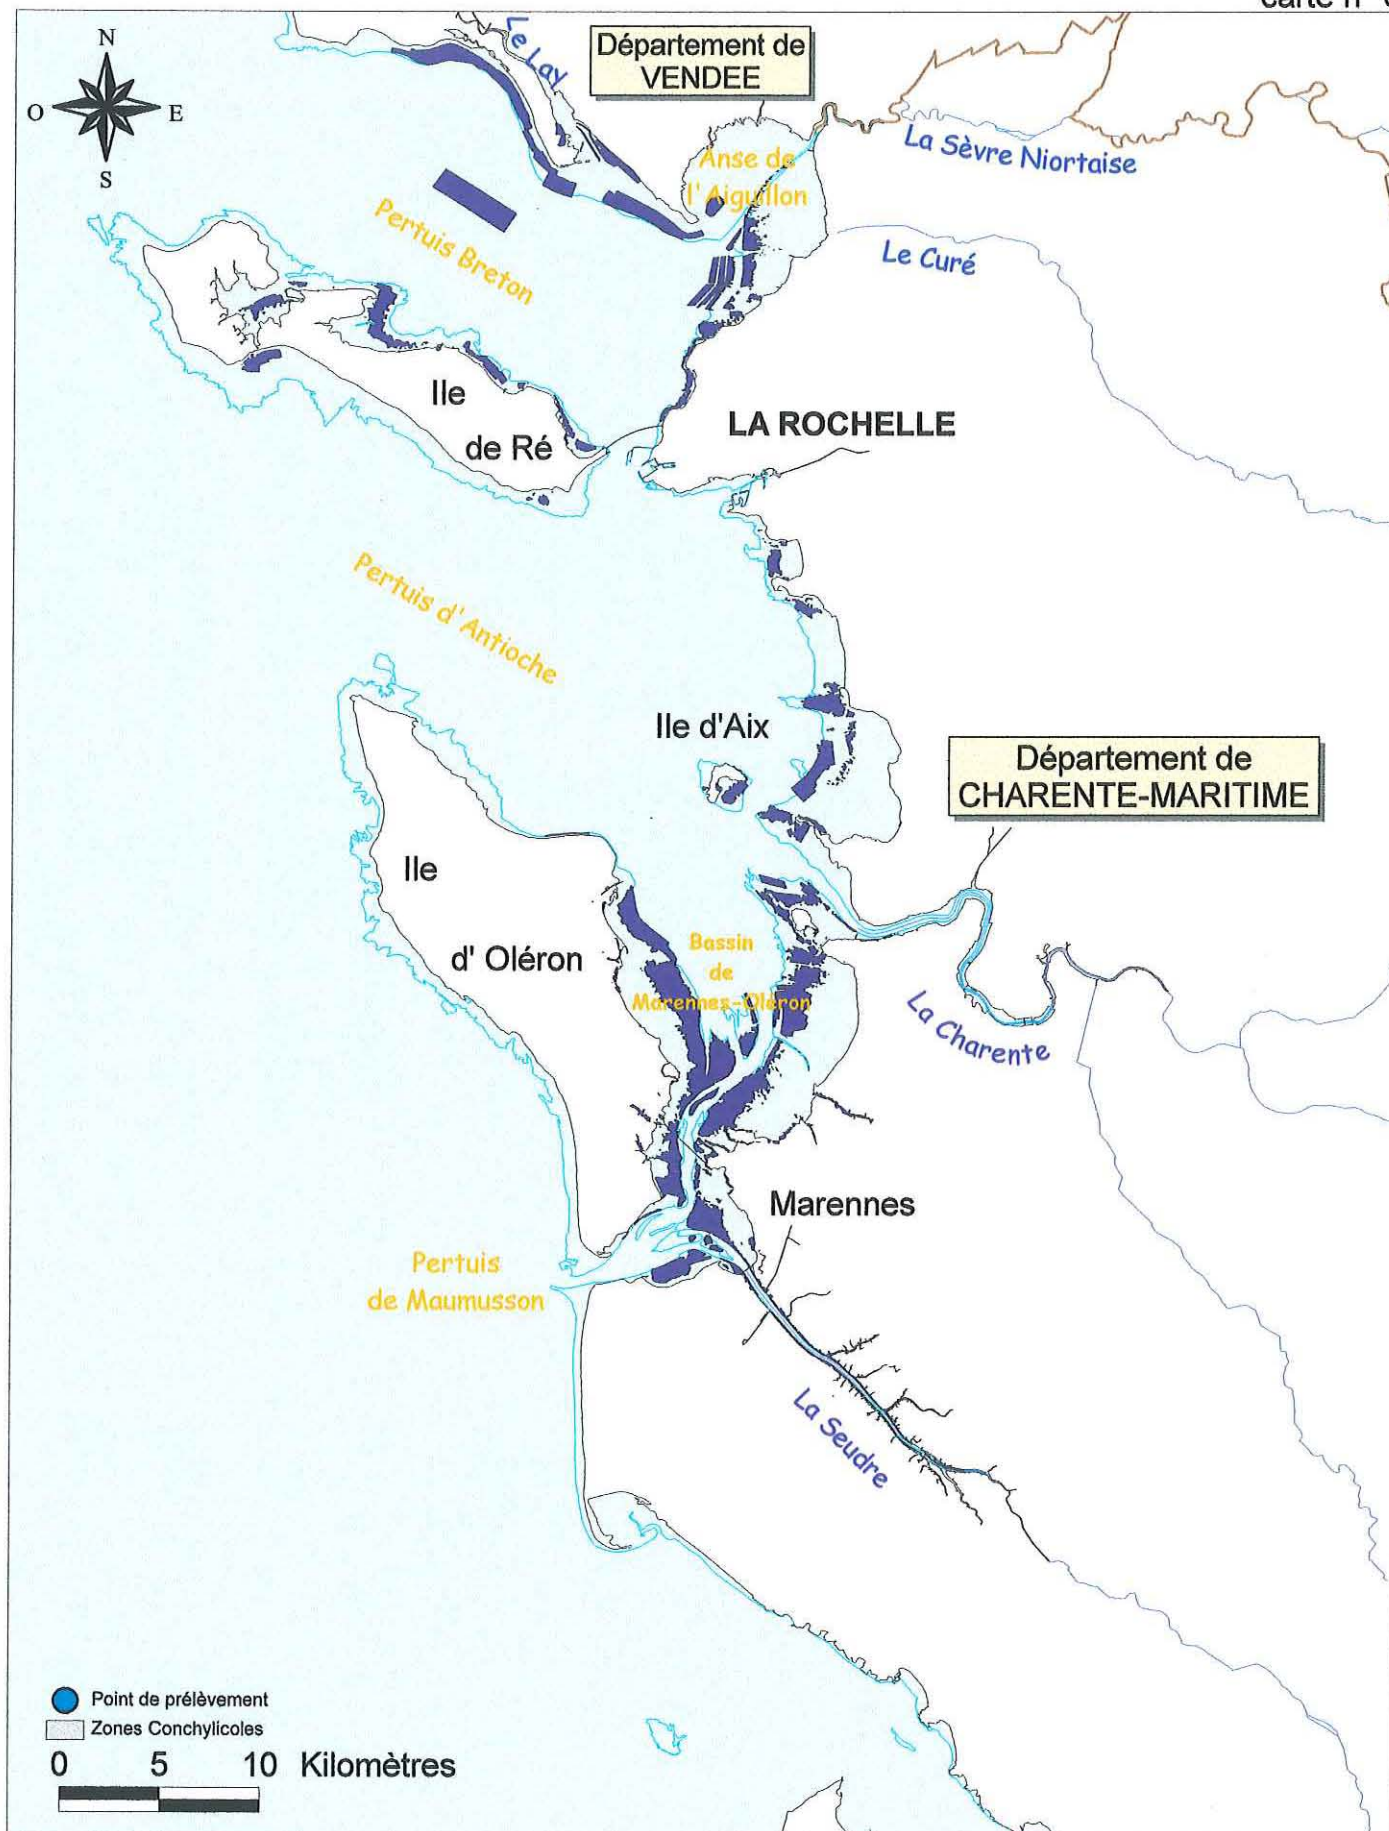 carte n°
N
O
E
S
Le Lay
Département de
VENDEE
La Sèvre Niortaise
Anse de
l'Aiguillon
Le Curé
Pertuis Breton
Ile
de Ré
LA ROCHELLE
Pertuis d'Antioche
Ile d'Aix
Département de
CHARENTE-MARITIME
Ile
d' Oléron
Bassin
de
Marennes-Oléron
La Charente
Marennes
Pertuis
de Maumusson
La Seudre
Point de prélèvement
Zones Conchylicoles
0 5 10 Kilomètres